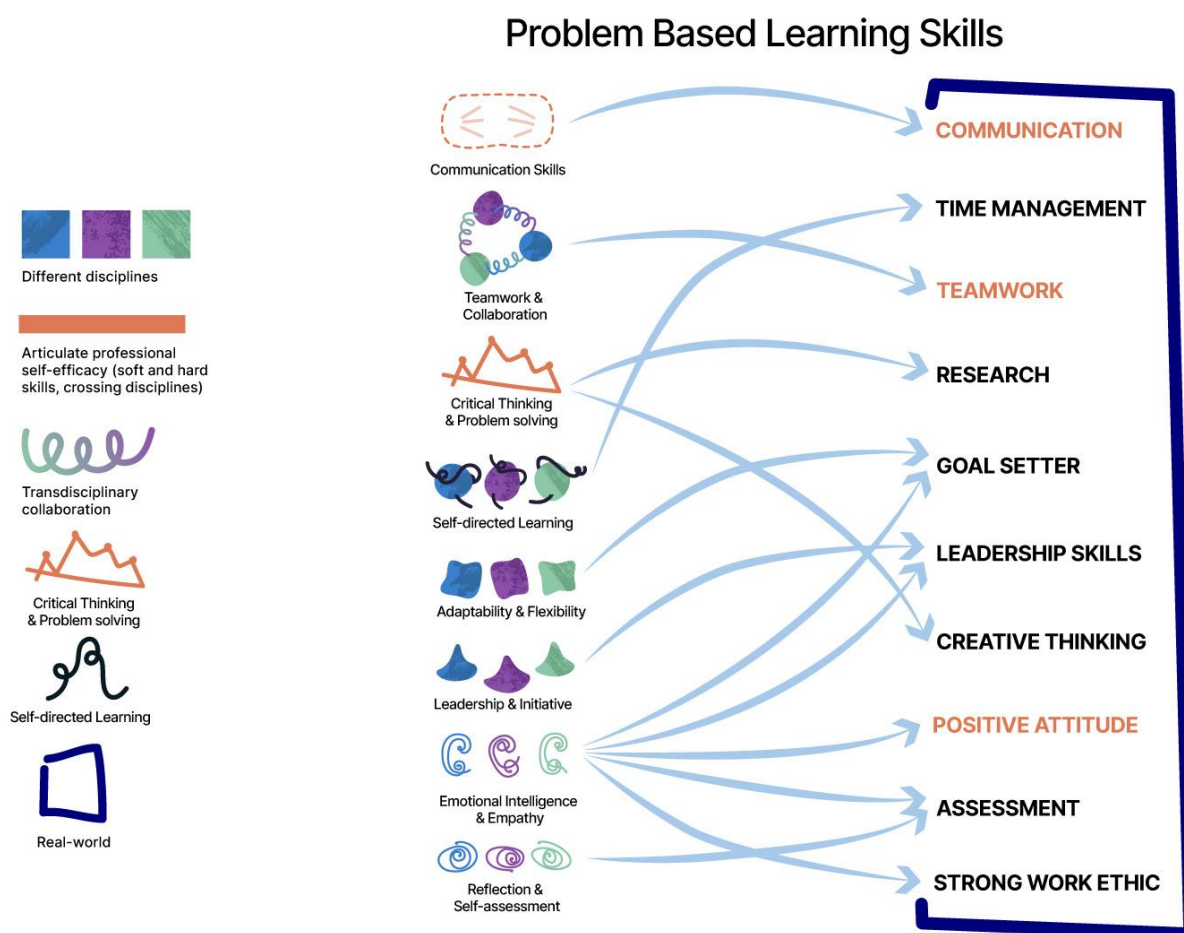 Problem Based Learning Skills
Different disciplines
Articulate professional
self-efficacy (soft and hard
skills, crossing disciplines)
Transdisciplinary
collaboration
Critical Thinking
& Problem solving
Self-directed Learning
Real-world
Communication Skills
Teamwork &
Collaboration
Critical Thinking
& Problem solving
Self-directed Learning
Adaptability & Flexibility
Leadership & Initiative
Emotional Intelligence
& Empathy
Reflection &
Self-assessment
COMMUNICATION
TIME MANAGEMENT
TEAMWORK
RESEARCH
GOAL SETTER
LEADERSHIP SKILLS
CREATIVE THINKING
POSITIVE ATTITUDE
ASSESSMENT
STRONG WORK ETHIC